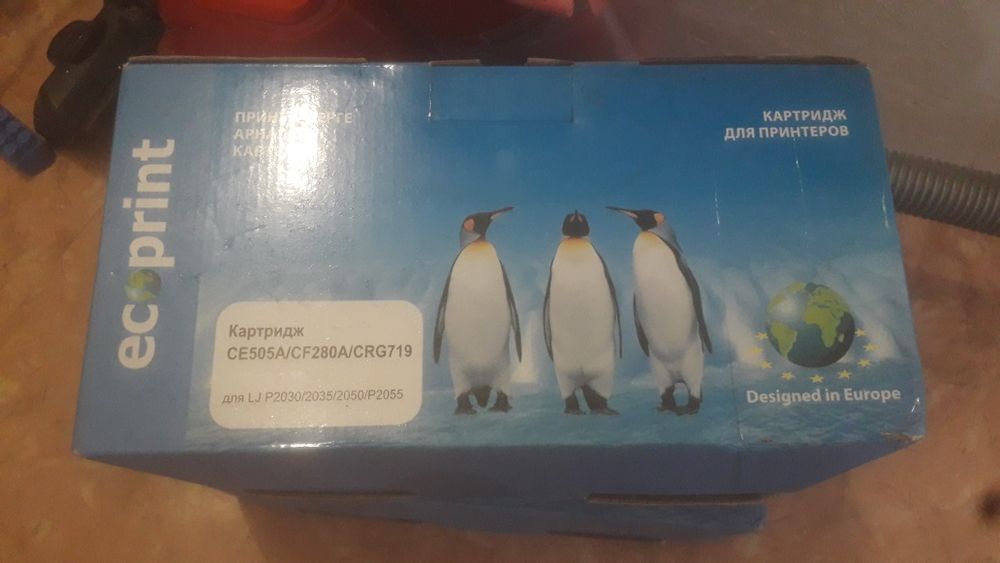 ecoprint
КАРТРИДЖ
ДЛЯ ПРИНТЕРОВ
Картридж
CE505A/CF280A/CRG719
для LJ P2030/2035/2050/P2055
Designed in Europe